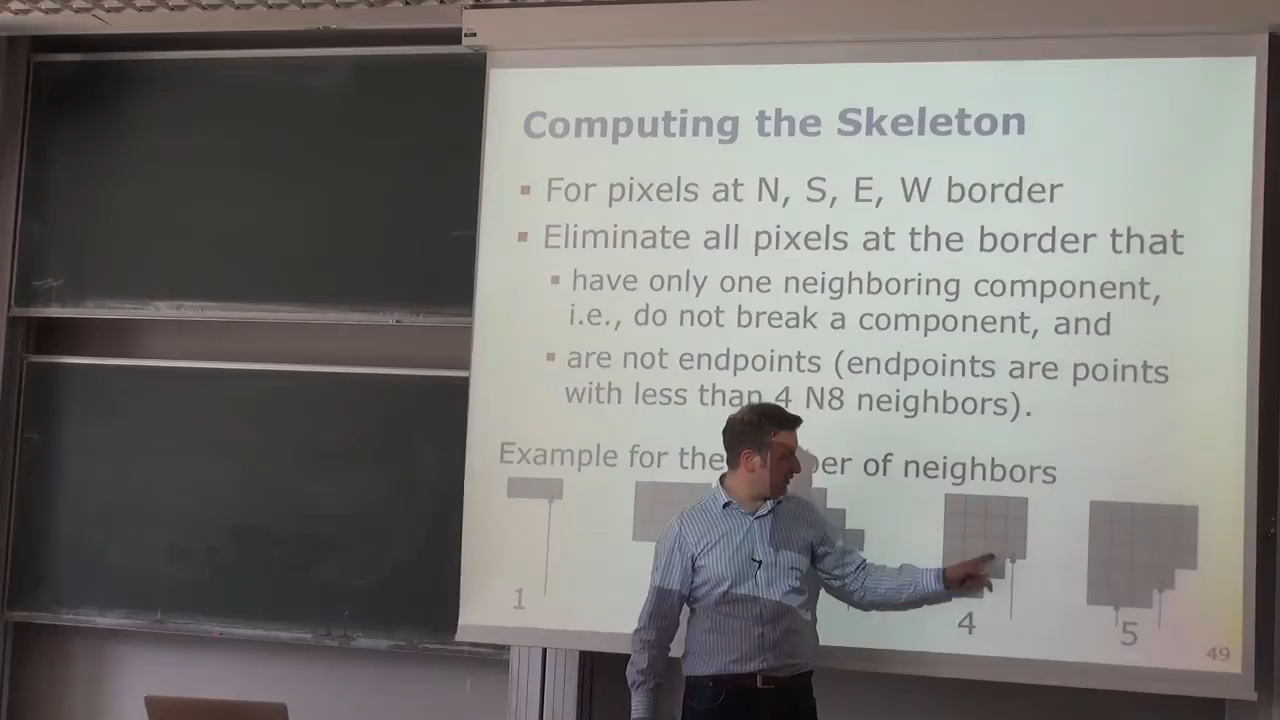 Computing the Skeleton
▪ For pixels at N, S, E, W border
▪ Eliminate all pixels at the border that
▪ have only one neighboring component,
i.e., do not break a component, and
▪ are not endpoints (endpoints are points
with less than 4 N8 neighbors).
Example for the ber of neighbors
1 3 4 5
49